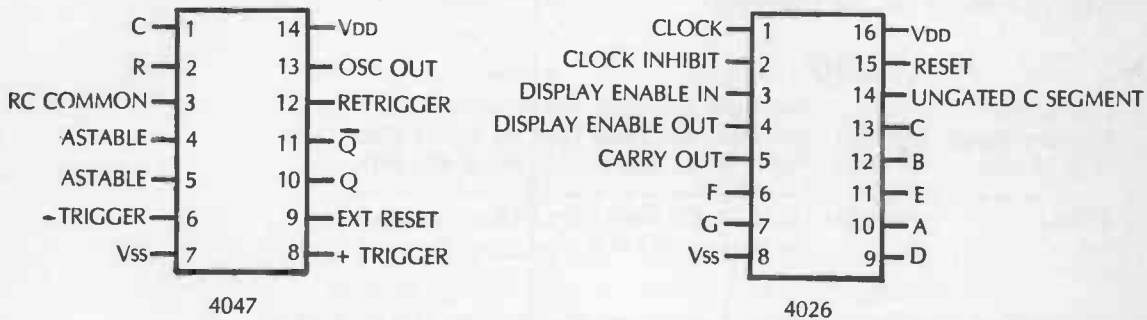 C 1 14 VDD
R 2 13 OSC OUT
RC COMMON 3 12 RETRIGGER
ASTABLE 4 11 Q̅
ASTABLE 5 10 Q
-TRIGGER 6 9 EXT RESET
VSS 7 8 + TRIGGER
4047
CLOCK 1 16 VDD
CLOCK INHIBIT 2 15 RESET
DISPLAY ENABLE IN 3 14 UNGATED C SEGMENT
DISPLAY ENABLE OUT 4 13 C
CARRY OUT 5 12 B
F 6 11 E
G 7 10 A
VSS 8 9 D
4026